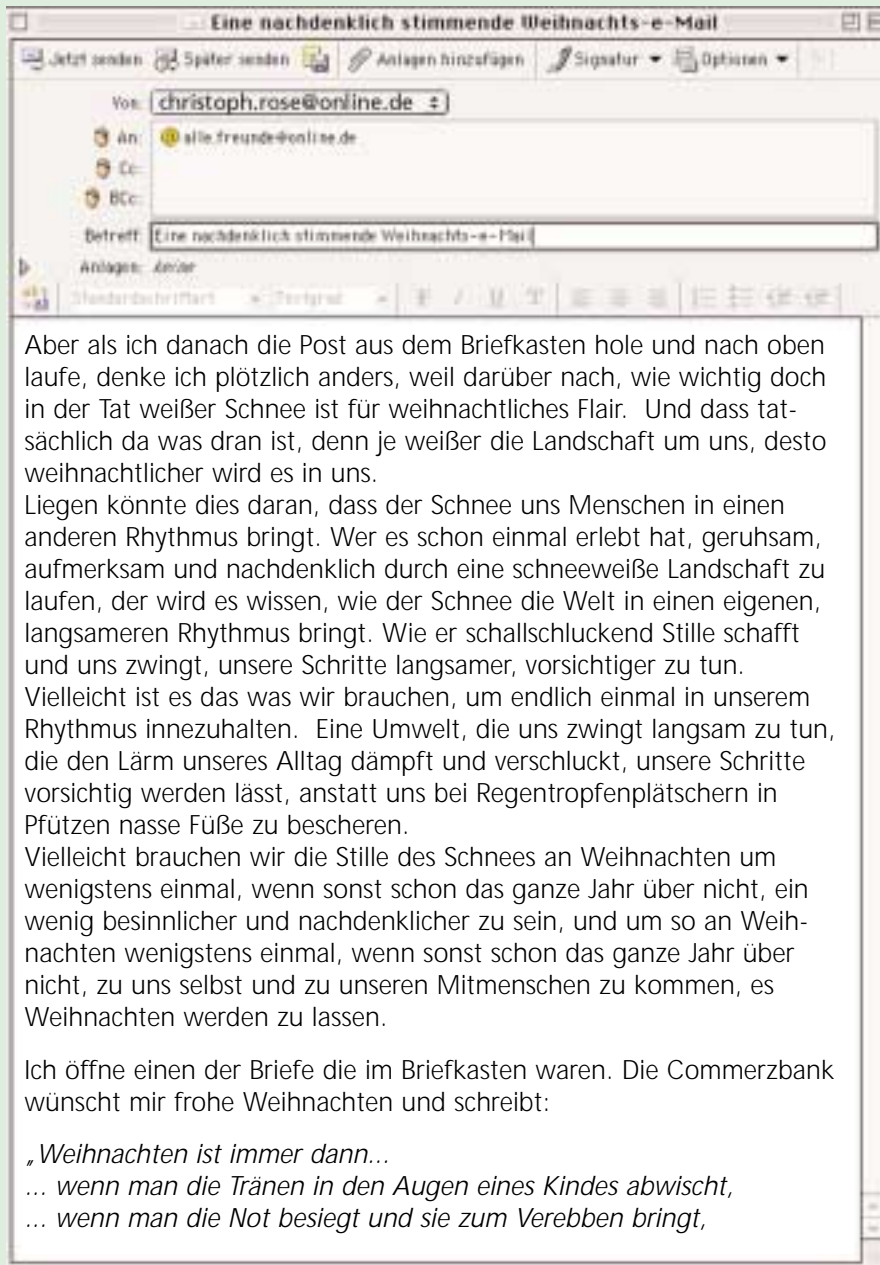 Eine nachdenklich stimmende Weihnachts-e-Mail
Jetzt senden Später senden Anlagen hinzufügen Signatur Optionen
Von: christoph.rose@online.de
An: alle.freunde@online.de
Cc:
BCc:
Betreff: Eine nachdenklich stimmende Weihnachts-e-Mail
Anlagen: keine
Standardschriftart Textgrad F I U T
Aber als ich danach die Post aus dem Briefkasten hole und nach oben
laufe, denke ich plötzlich anders, weil darüber nach, wie wichtig doch
in der Tat weißer Schnee ist für weihnachtliches Flair. Und dass tat-
sächlich da was dran ist, denn je weißer die Landschaft um uns, desto
weihnachtlicher wird es in uns.
Liegen könnte dies daran, dass der Schnee uns Menschen in einen
anderen Rhythmus bringt. Wer es schon einmal erlebt hat, geruhsam,
aufmerksam und nachdenklich durch eine schneeweiße Landschaft zu
laufen, der wird es wissen, wie der Schnee die Welt in einen eigenen,
langsameren Rhythmus bringt. Wie er schallschluckend Stille schafft
und uns zwingt, unsere Schritte langsamer, vorsichtiger zu tun.
Vielleicht ist es das was wir brauchen, um endlich einmal in unserem
Rhythmus innezuhalten. Eine Umwelt, die uns zwingt langsam zu tun,
die den Lärm unseres Alltag dämpft und verschluckt, unsere Schritte
vorsichtig werden lässt, anstatt uns bei Regentropfenplätschern in
Pfützen nasse Füße zu bescheren.
Vielleicht brauchen wir die Stille des Schnees an Weihnachten um
wenigstens einmal, wenn sonst schon das ganze Jahr über nicht, ein
wenig besinnlicher und nachdenklicher zu sein, und um so an Weih-
nachten wenigstens einmal, wenn sonst schon das ganze Jahr über
nicht, zu uns selbst und zu unseren Mitmenschen zu kommen, es
Weihnachten werden zu lassen.
Ich öffne einen der Briefe die im Briefkasten waren. Die Commerzbank
wünscht mir frohe Weihnachten und schreibt:
„Weihnachten ist immer dann...
... wenn man die Tränen in den Augen eines Kindes abwischt,
... wenn man die Not besiegt und sie zum Verebben bringt,